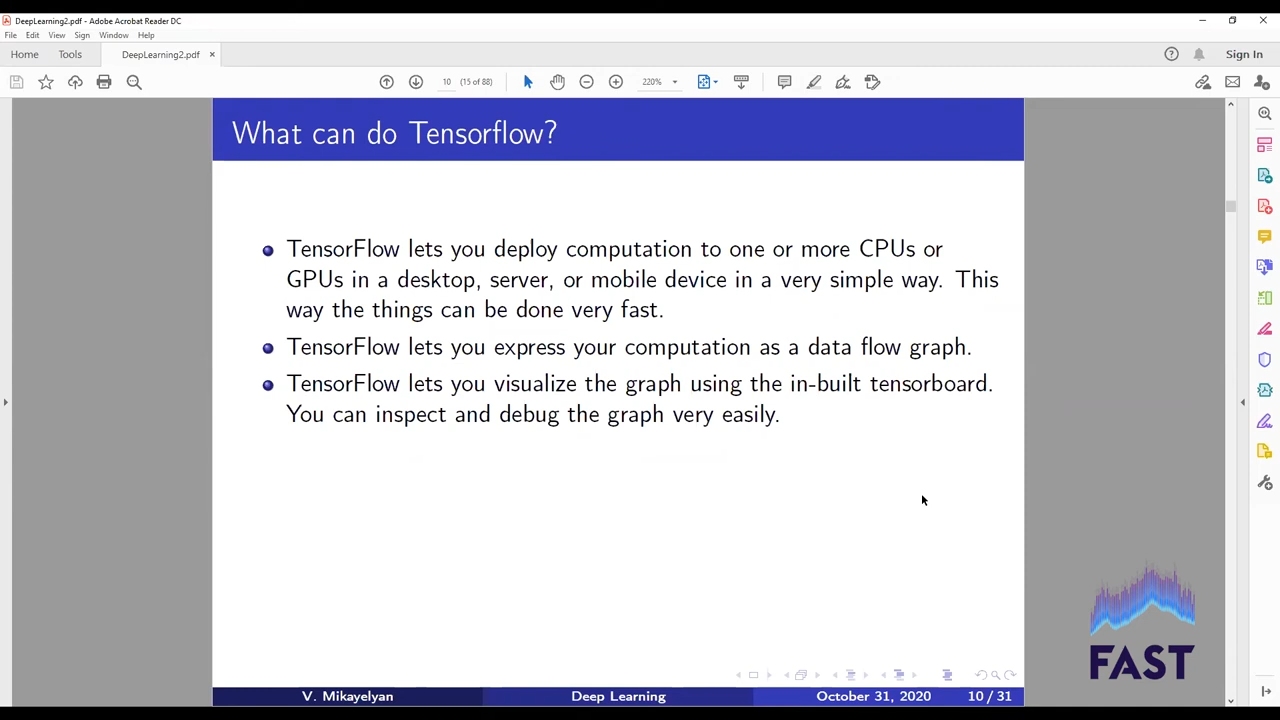 DeepLearning2.pdf - Adobe Acrobat Reader DC
File Edit View Sign Window Help
Home Tools DeepLearning2.pdf × Sign In
10 (15 of 88) 220%
What can do Tensorflow?
TensorFlow lets you deploy computation to one or more CPUs or
GPUs in a desktop, server, or mobile device in a very simple way. This
way the things can be done very fast.
TensorFlow lets you express your computation as a data flow graph.
TensorFlow lets you visualize the graph using the in-built tensorboard.
You can inspect and debug the graph very easily.
FAST
V. Mikayelyan Deep Learning October 31, 2020 10 / 31